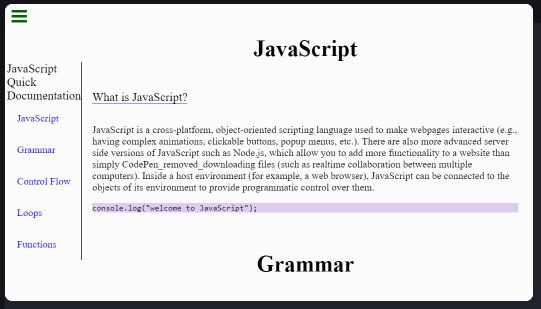 JavaScript
JavaScript
Quick
Documentation
JavaScript
Grammar
Control Flow
Loops
Functions
What is JavaScript?
JavaScript is a cross-platform, object-oriented scripting language used to make webpages interactive (e.g.,
having complex animations, clickable buttons, popup menus, etc.). There are also more advanced server
side versions of JavaScript such as Node.js, which allow you to add more functionality to a website than
simply CodePen_removed_downloading files (such as realtime collaboration between multiple
computers). Inside a host environment (for example, a web browser), JavaScript can be connected to the
objects of its environment to provide programmatic control over them.
console.log("welcome to JavaScript");
Grammar